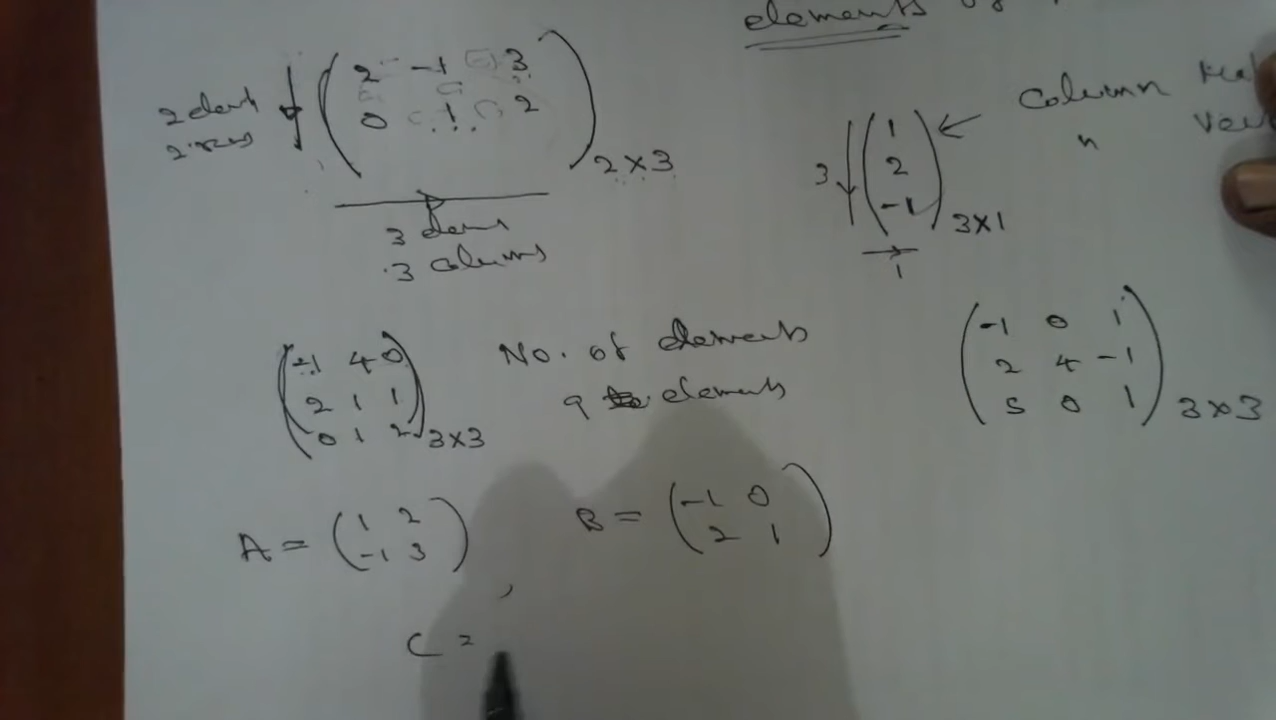 elements
2 -1 3
0 1 2
2×3
2 rows
3
3 colums
Column
1
2
-1
3×1
3
1
-1 4 0
2 1 1
0 1 2
3×3
No. of elements
9 elements
-1 0 1
2 4 -1
5 0 1
3×3
A = ( 1 2
-1 3 )
B = ( -1 0
2 1 )
,
C =